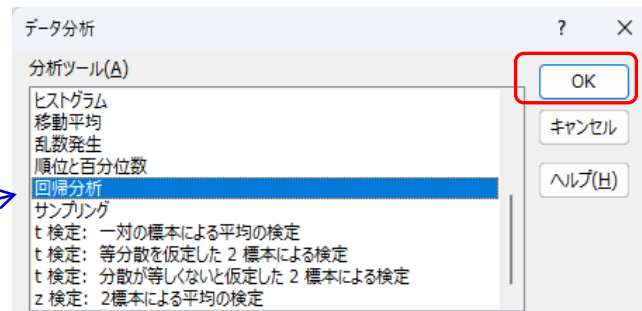 データ分析
? ×
分析ツール(A)
ヒストグラム
移動平均
乱数発生
順位と百分位数
回帰分析
サンプリング
t 検定: 一対の標本による平均の検定
t 検定: 等分散を仮定した 2 標本による検定
t 検定: 分散が等しくないと仮定した 2 標本による検定
z 検定: 2標本による平均の検定
OK
キャンセル
ヘルプ(H)